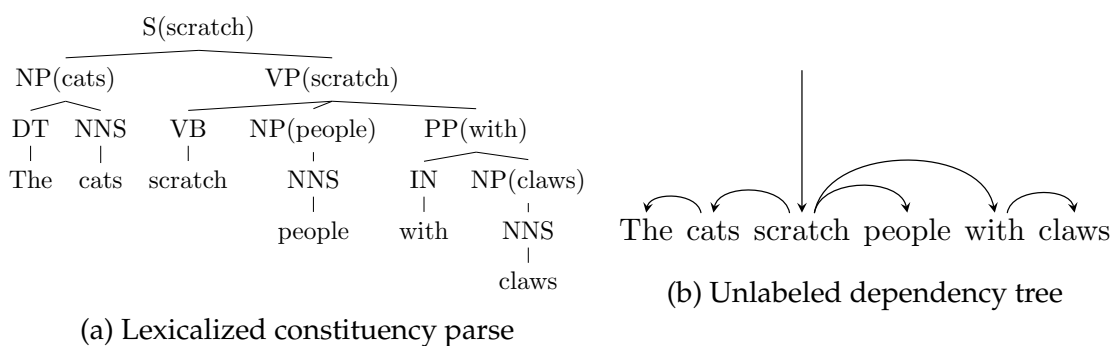 S(scratch)
NP(cats) VP(scratch)
DT NNS VB NP(people) PP(with)
The cats scratch NNS IN NP(claws)
people with NNS
claws
(a) Lexicalized constituency parse
The cats scratch people with claws
(b) Unlabeled dependency tree